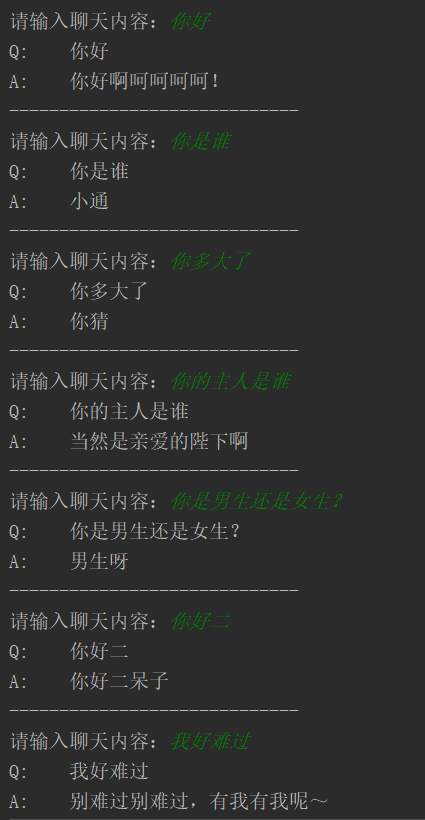 请输入聊天内容：你好
Q:    你好
A:    你好啊呵呵呵呵！
-----------------------------
请输入聊天内容：你是谁
Q:    你是谁
A:    小通
-----------------------------
请输入聊天内容：你多大了
Q:    你多大了
A:    你猜
-----------------------------
请输入聊天内容：你的主人是谁
Q:    你的主人是谁
A:    当然是亲爱的陛下啊
-----------------------------
请输入聊天内容：你是男生还是女生？
Q:    你是男生还是女生？
A:    男生呀
-----------------------------
请输入聊天内容：你好二
Q:    你好二
A:    你好二呆子
-----------------------------
请输入聊天内容：我好难过
Q:    我好难过
A:    别难过别难过，有我有我呢～